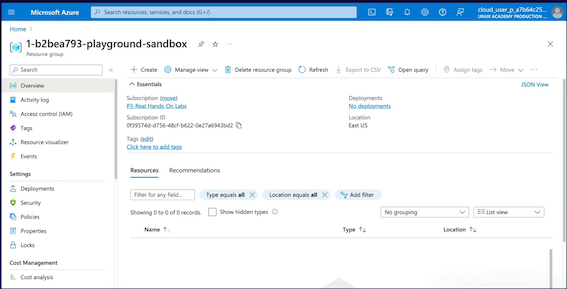 Microsoft Azure
Search resources, services, and docs (G+/)
cloud_user_p_a7b64c25...
LINUX ACADEMY PRODUCTION ...
Home
1-b2bea793-playground-sandbox
Resource group
Search
Create
Manage view
Delete resource group
Refresh
Export to CSV
Open query
Assign tags
Move
Overview
Activity log
Access control (IAM)
Tags
Resource visualizer
Events
Settings
Deployments
Security
Policies
Properties
Locks
Cost Management
Cost analysis
Essentials
JSON View
Subscription (move)
P3-Real Hands-On Labs
Subscription ID
0f39574d-d756-48cf-b622-0e27a6943bd2
Tags (edit)
Click here to add tags
Deployments
No deployments
Location
East US
Resources
Recommendations
Filter for any field...
Type equals all
Location equals all
Add filter
Showing 0 to 0 of 0 records.
Show hidden types
No grouping
List view
Name
Type
Location